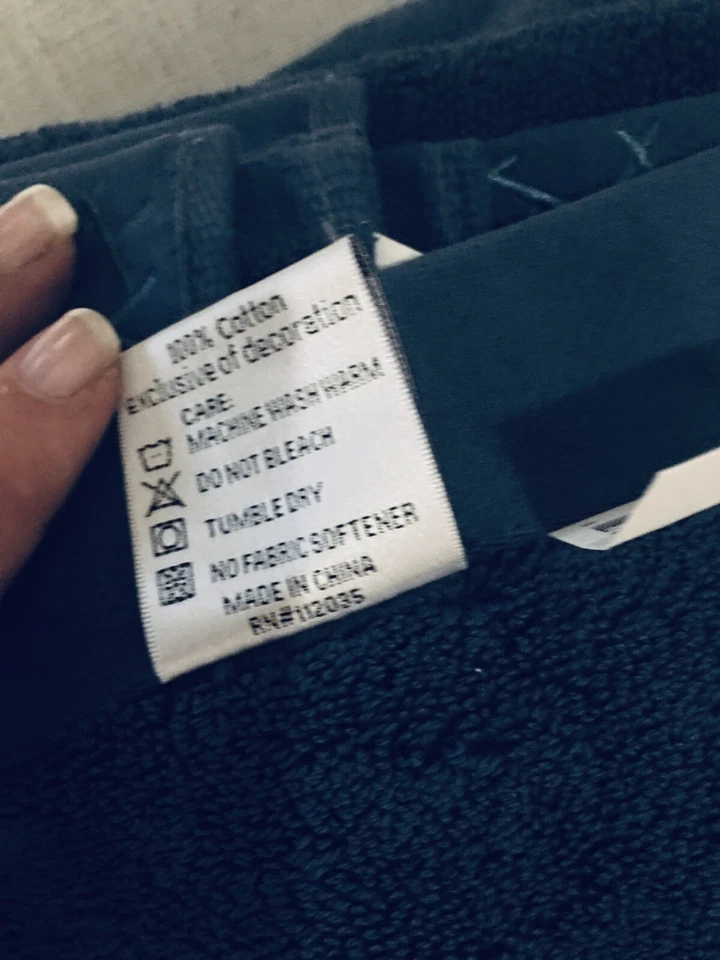 100% Cotton
exclusive of decoration
CARE:
MACHINE WASH WARM
DO NOT BLEACH
TUMBLE DRY
NO FABRIC SOFTENER
MADE IN CHINA
RN#112035